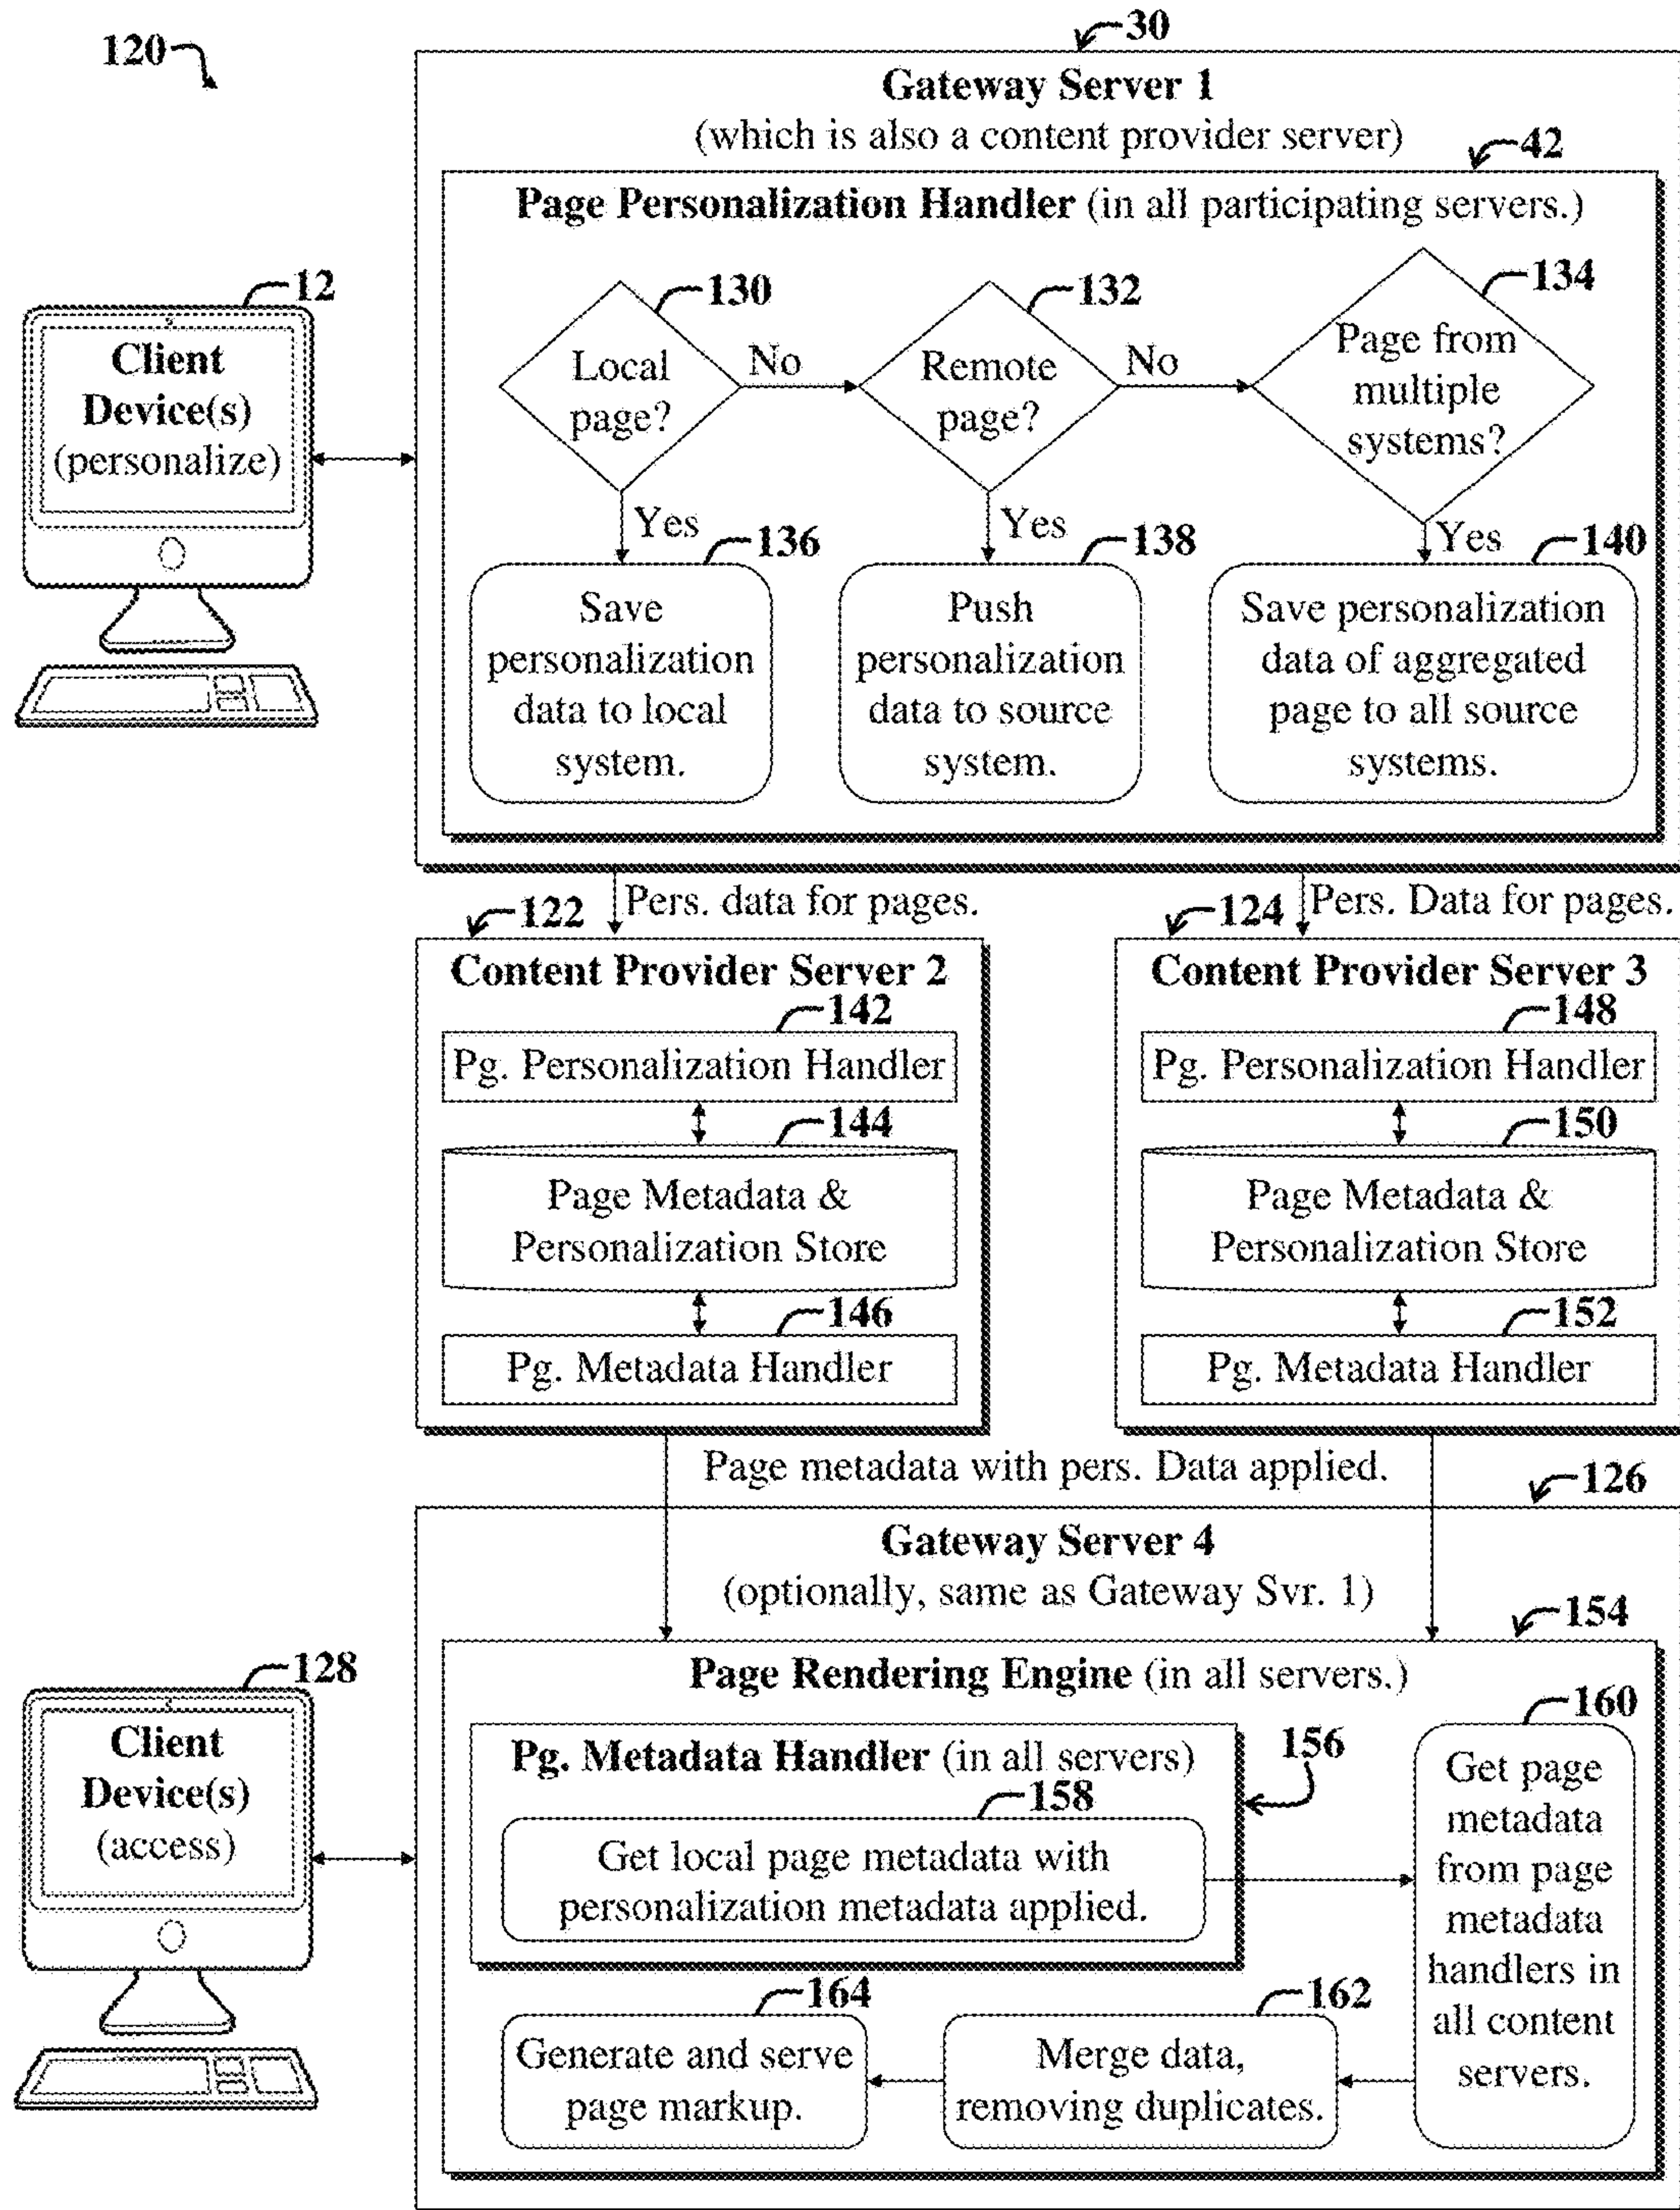 120
30
Gateway Server 1
(which is also a content provider server)
42
Page Personalization Handler (in all participating servers.)
12
Client
Device(s)
(personalize)
130
Local
page?
No
132
Remote
page?
No
134
Page from
multiple
systems?
Yes
136
Yes
138
Yes
140
Save
personalization
data to local
system.
Push
personalization
data to source
system.
Save personalization
data of aggregated
page to all source
systems.
Pers. data for pages.
Pers. Data for pages.
122
Content Provider Server 2
142
Pg. Personalization Handler
144
Page Metadata &
Personalization Store
146
Pg. Metadata Handler
124
Content Provider Server 3
148
Pg. Personalization Handler
150
Page Metadata &
Personalization Store
152
Pg. Metadata Handler
Page metadata with pers. Data applied.
126
Gateway Server 4
(optionally, same as Gateway Svr. 1)
154
Page Rendering Engine (in all servers.)
128
Client
Device(s)
(access)
Pg. Metadata Handler (in all servers)
156
158
Get local page metadata with
personalization metadata applied.
160
Get page
metadata
from page
metadata
handlers in
all content
servers.
162
Merge data,
removing duplicates.
164
Generate and serve
page markup.